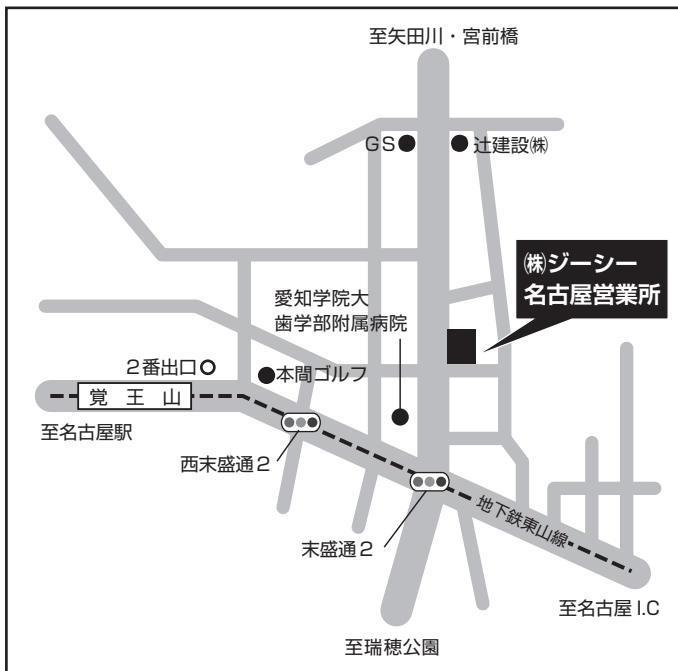 至矢田川・宮前橋
GS
辻建設㈱
㈱ジーシー
名古屋営業所
愛知学院大
歯学部附属病院
2番出口
本間ゴルフ
覚王山
至名古屋駅
西末盛通2
地下鉄東山線
末盛通2
至名古屋I.C
至瑞穂公園